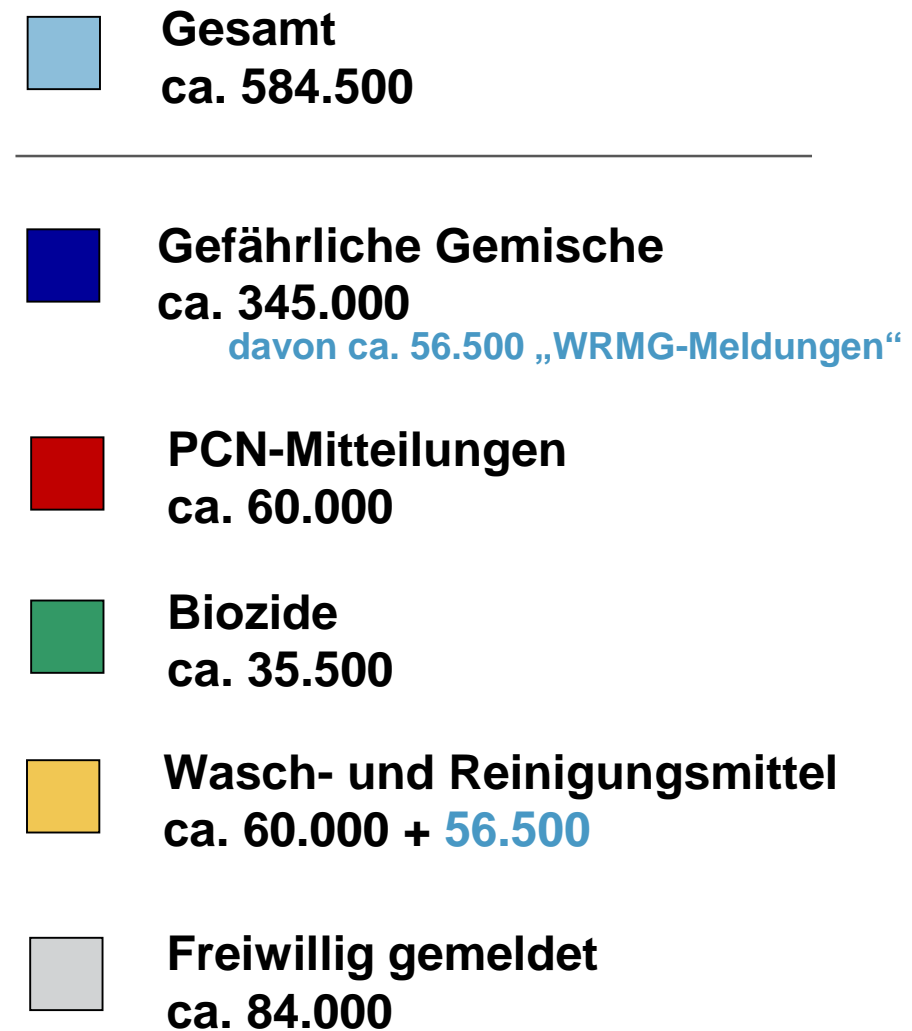 Gesamt
ca. 584.500
Gefährliche Gemische
ca. 345.000
davon ca. 56.500 „WRMG-Meldungen“
PCN-Mitteilungen
ca. 60.000
Biozide
ca. 35.500
Wasch- und Reinigungsmittel
ca. 60.000 + 56.500
Freiwillig gemeldet
ca. 84.000